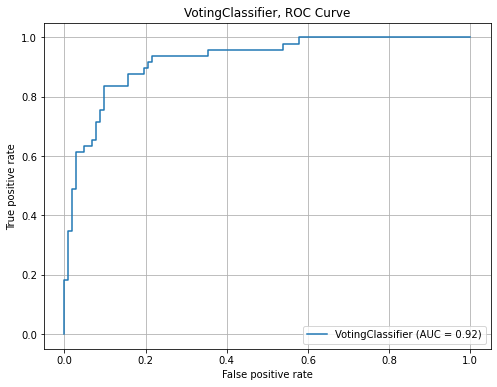 VotingClassifier, ROC Curve
True positive rate
1.0
0.8
0.6
0.4
0.2
0.0
VotingClassifier (AUC = 0.92)
0.0 0.2 0.4 0.6 0.8 1.0
False positive rate